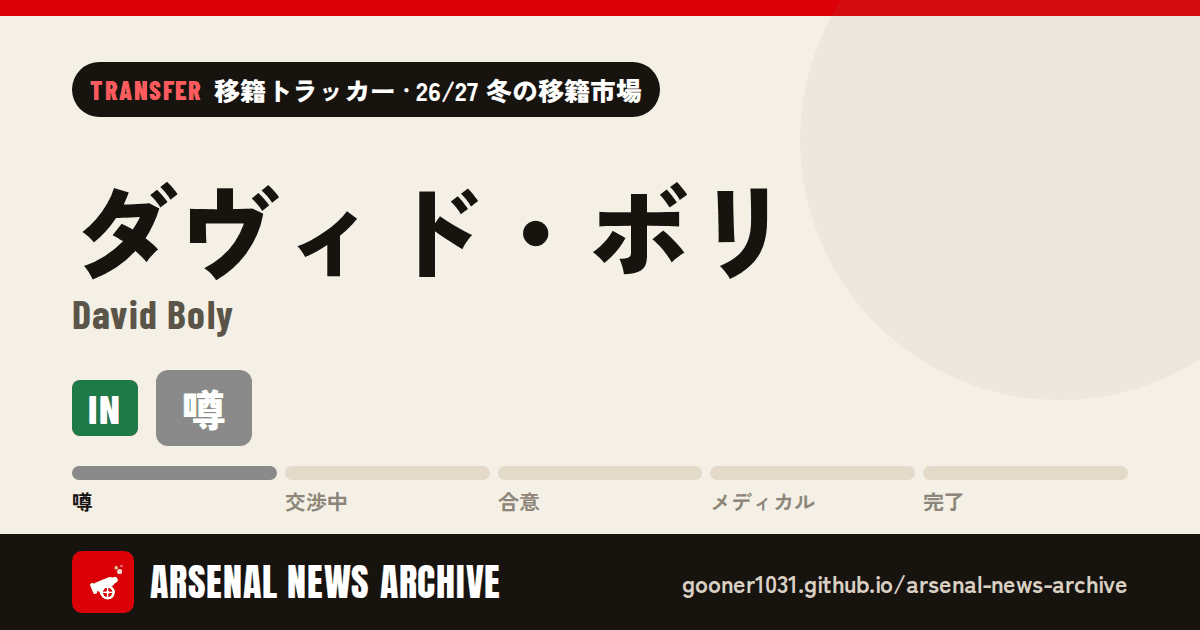 TRANSFER 移籍トラッカー · 26/27 冬の移籍市場
ダヴィド・ボリ
David Boly
IN 噂
噂 交渉中 合意 メディカル 完了
ARSENAL NEWS ARCHIVE gooner1031.github.io/arsenal-news-archive